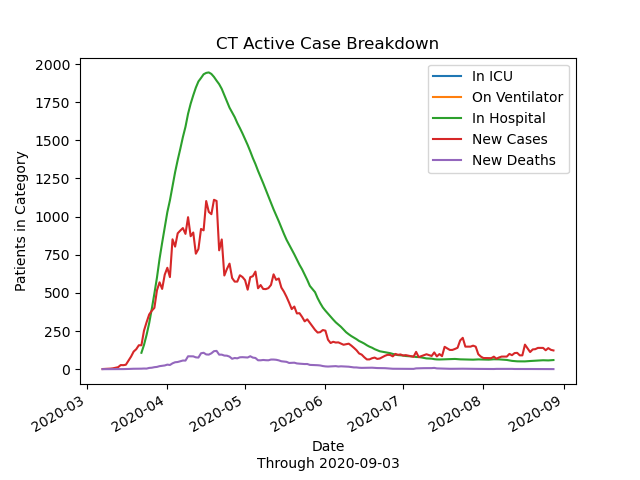 CT Active Case Breakdown
2000
1750
1500
1250
1000
750
500
250
0
Patients in Category
In ICU
On Ventilator
In Hospital
New Cases
New Deaths
2020-03
2020-04
2020-05
2020-06
2020-07
2020-08
2020-09
Date
Through 2020-09-03